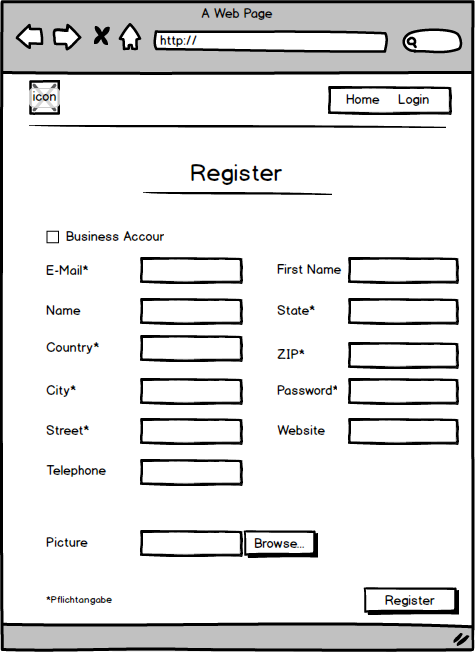 A Web Page
http://
icon
Home Login
Register
Business Accour
E-Mail*
First Name
Name
State*
Country*
ZIP*
City*
Password*
Street*
Website
Telephone
Picture
Browse...
*Pflichtangabe
Register